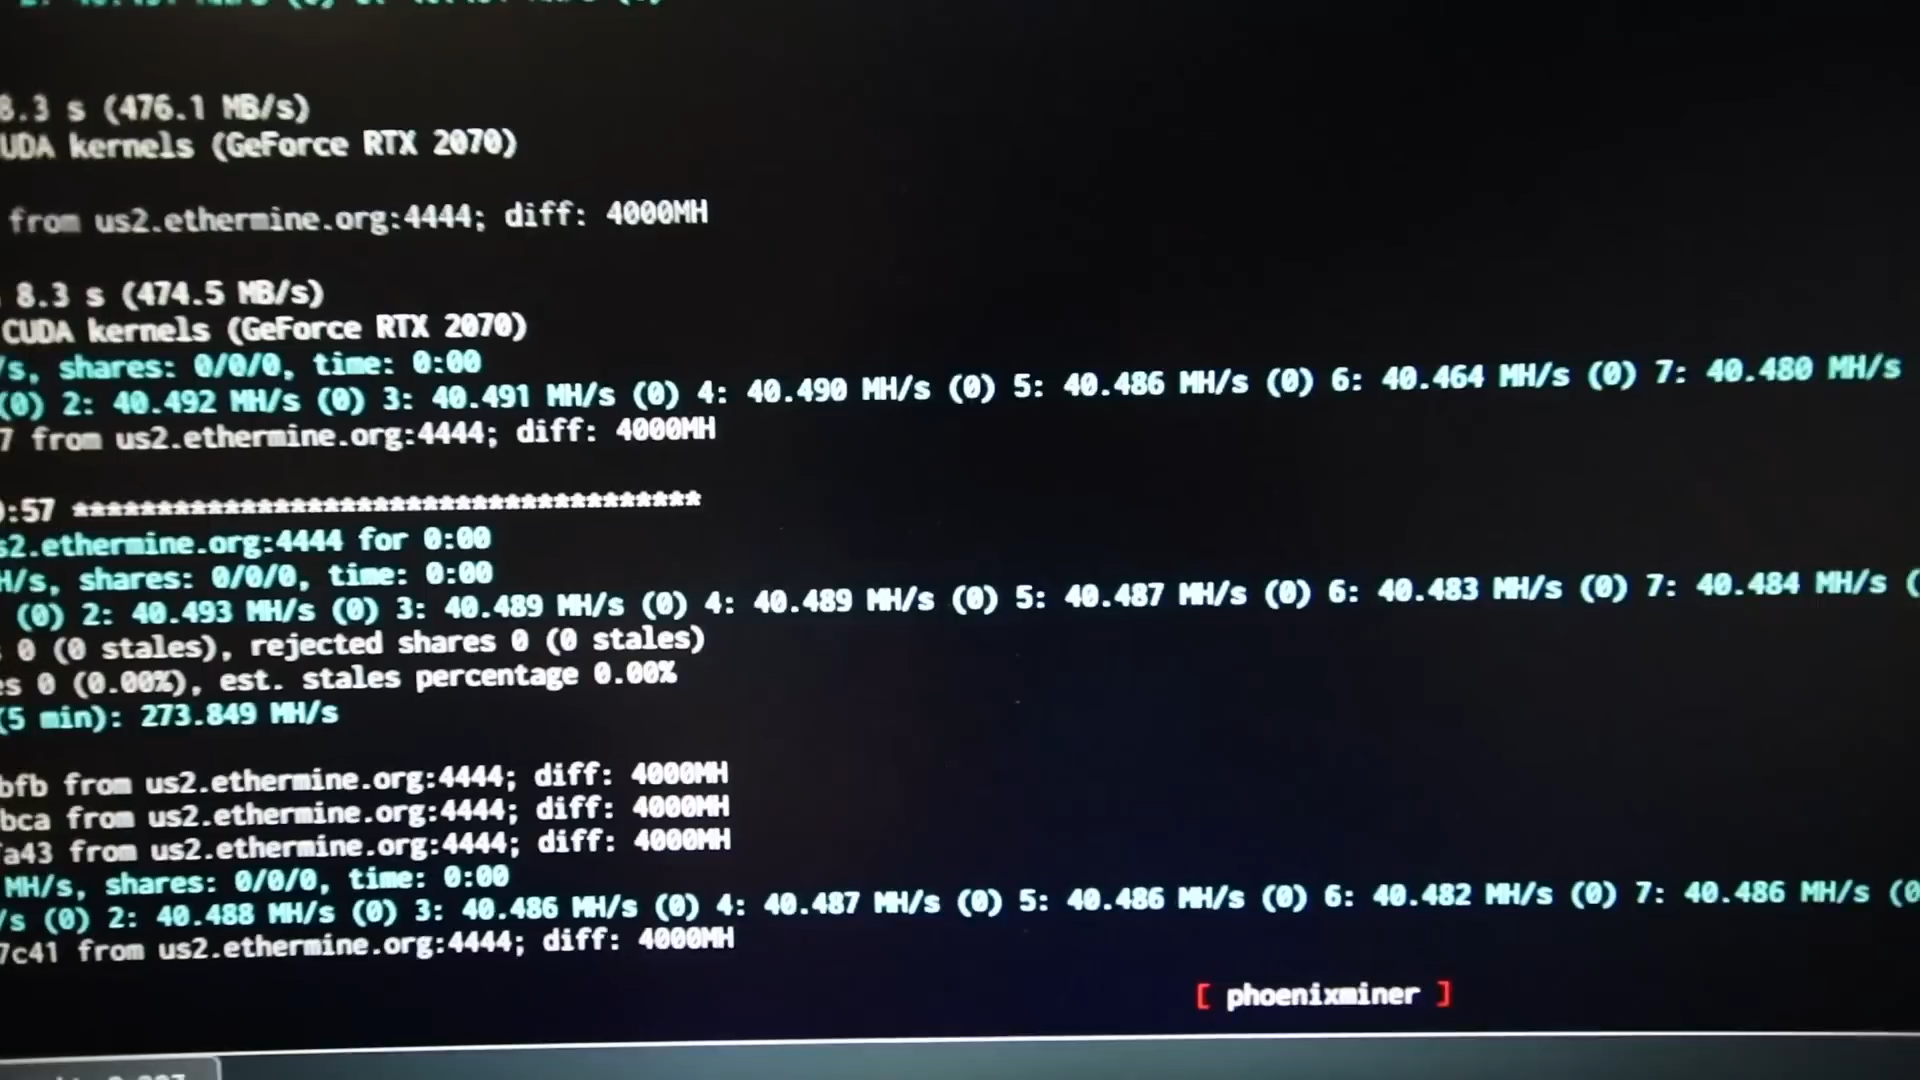 8.3 s (476.1 MB/s)
UDA kernels (GeForce RTX 2070)
from us2.ethermine.org:4444; diff: 4000MH
8.3 s (474.5 MB/s)
CUDA kernels (GeForce RTX 2070)
/s, shares: 0/0/0, time: 0:00
(0) 2: 40.492 MH/s (0) 3: 40.491 MH/s (0) 4: 40.490 MH/s (0) 5: 40.486 MH/s (0) 6: 40.464 MH/s (0) 7: 40.480 MH/s
7 from us2.ethermine.org:4444; diff: 4000MH
:57 *************************************
s2.ethermine.org:4444 for 0:00
H/s, shares: 0/0/0, time: 0:00
(0) 2: 40.493 MH/s (0) 3: 40.489 MH/s (0) 4: 40.489 MH/s (0) 5: 40.487 MH/s (0) 6: 40.483 MH/s (0) 7: 40.484 MH/s (
0 (0 stales), rejected shares 0 (0 stales)
es 0 (0.00%), est. stales percentage 0.00%
(5 min): 273.849 MH/s
bfb from us2.ethermine.org:4444; diff: 4000MH
bca from us2.ethermine.org:4444; diff: 4000MH
a43 from us2.ethermine.org:4444; diff: 4000MH
MH/s, shares: 0/0/0, time: 0:00
/s (0) 2: 40.488 MH/s (0) 3: 40.486 MH/s (0) 4: 40.487 MH/s (0) 5: 40.486 MH/s (0) 6: 40.482 MH/s (0) 7: 40.486 MH/s (0
7c41 from us2.ethermine.org:4444; diff: 4000MH
[ phoenixminer ]